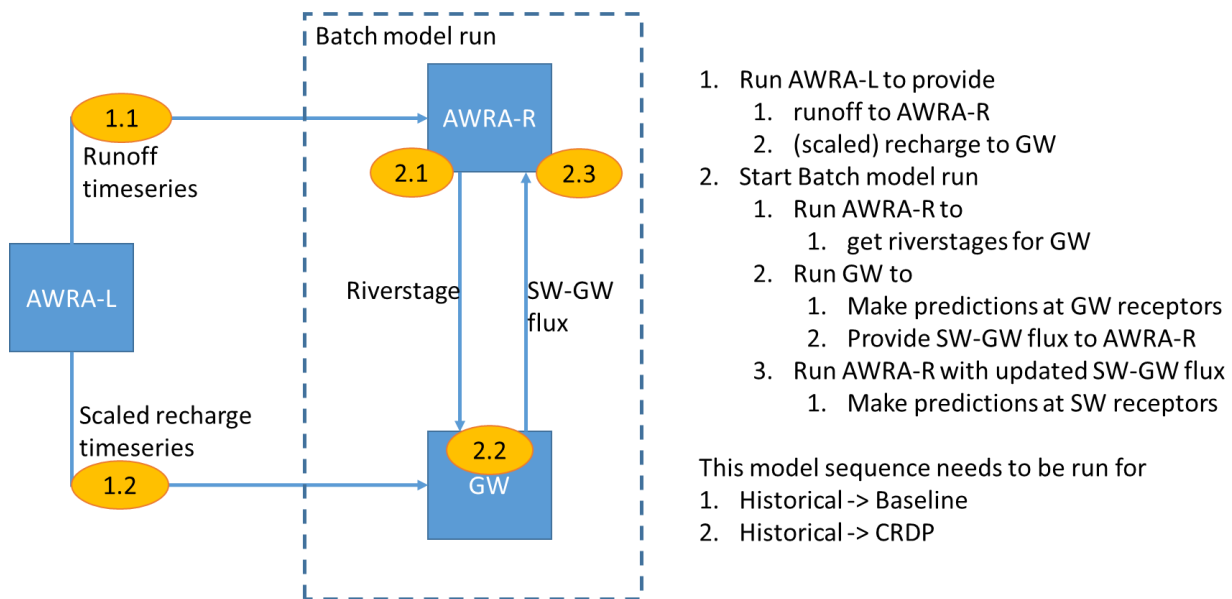 Batch model run
1.1
AWRA-R
Runoff
timeseries
2.1
2.3
AWRA-L
Riverstage
SW-GW
flux
Scaled recharge
timeseries
2.2
1.2
GW
1. Run AWRA-L to provide
1. runoff to AWRA-R
2. (scaled) recharge to GW
2. Start Batch model run
1. Run AWRA-R to
1. get riverstages for GW
2. Run GW to
1. Make predictions at GW receptors
2. Provide SW-GW flux to AWRA-R
3. Run AWRA-R with updated SW-GW flux
1. Make predictions at SW receptors
This model sequence needs to be run for
1. Historical -> Baseline
2. Historical -> CRDP